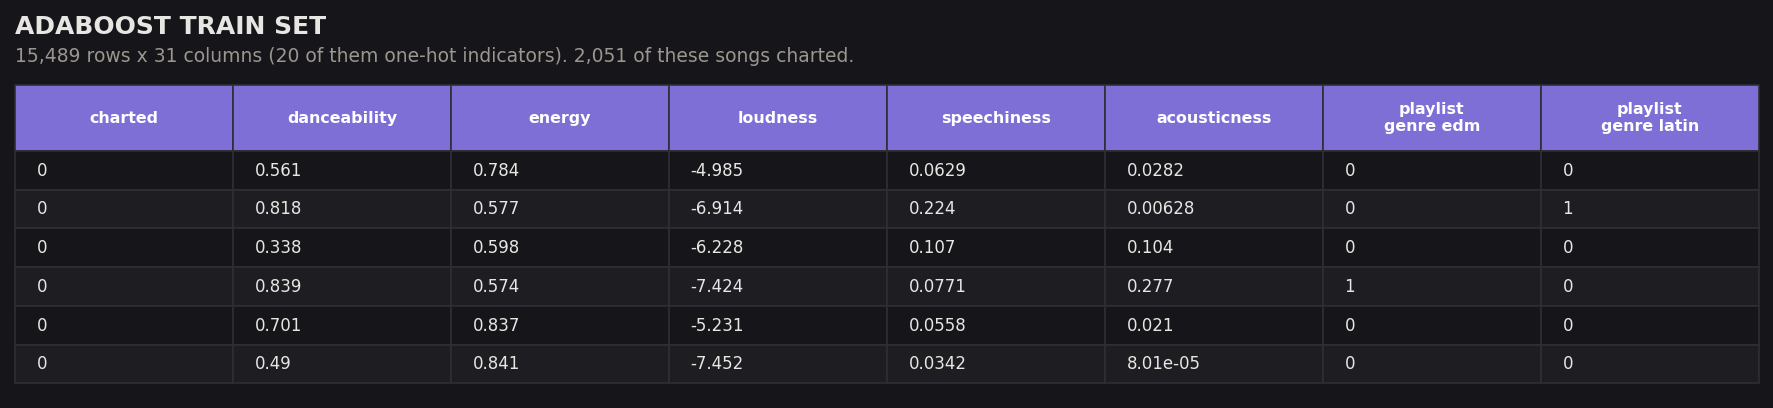 ADABOOST TRAIN SET
15,489 rows x 31 columns (20 of them one-hot indicators). 2,051 of these songs charted.
charted danceability energy loudness speechiness acousticness playlist genre edm playlist genre latin
0 0.561 0.784 -4.985 0.0629 0.0282 0 0
0 0.818 0.577 -6.914 0.224 0.00628 0 1
0 0.338 0.598 -6.228 0.107 0.104 0 0
0 0.839 0.574 -7.424 0.0771 0.277 1 0
0 0.701 0.837 -5.231 0.0558 0.021 0 0
0 0.49 0.841 -7.452 0.0342 8.01e-05 0 0